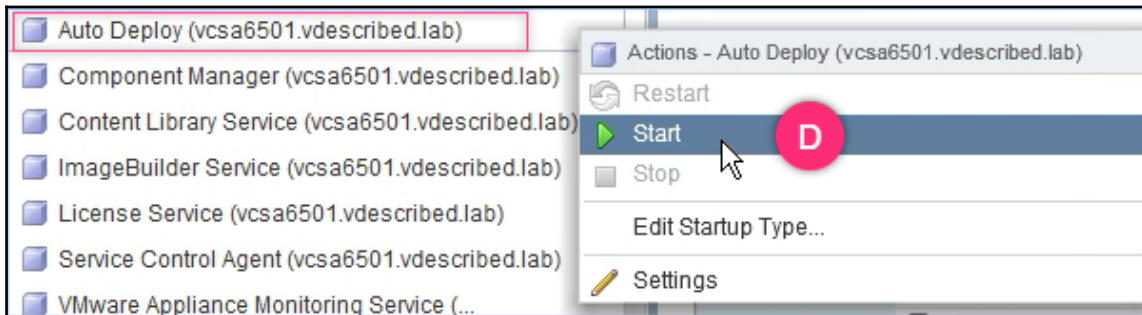 Auto Deploy (vcsa6501.vdescribed.lab)
Component Manager (vcsa6501.vdescribed.lab)
Content Library Service (vcsa6501.vdescribed.lab)
ImageBuilder Service (vcsa6501.vdescribed.lab)
License Service (vcsa6501.vdescribed.lab)
Service Control Agent (vcsa6501.vdescribed.lab)
VMware Appliance Monitoring Service (...
Actions - Auto Deploy (vcsa6501.vdescribed.lab)
Restart
Start D
Stop
Edit Startup Type...
Settings